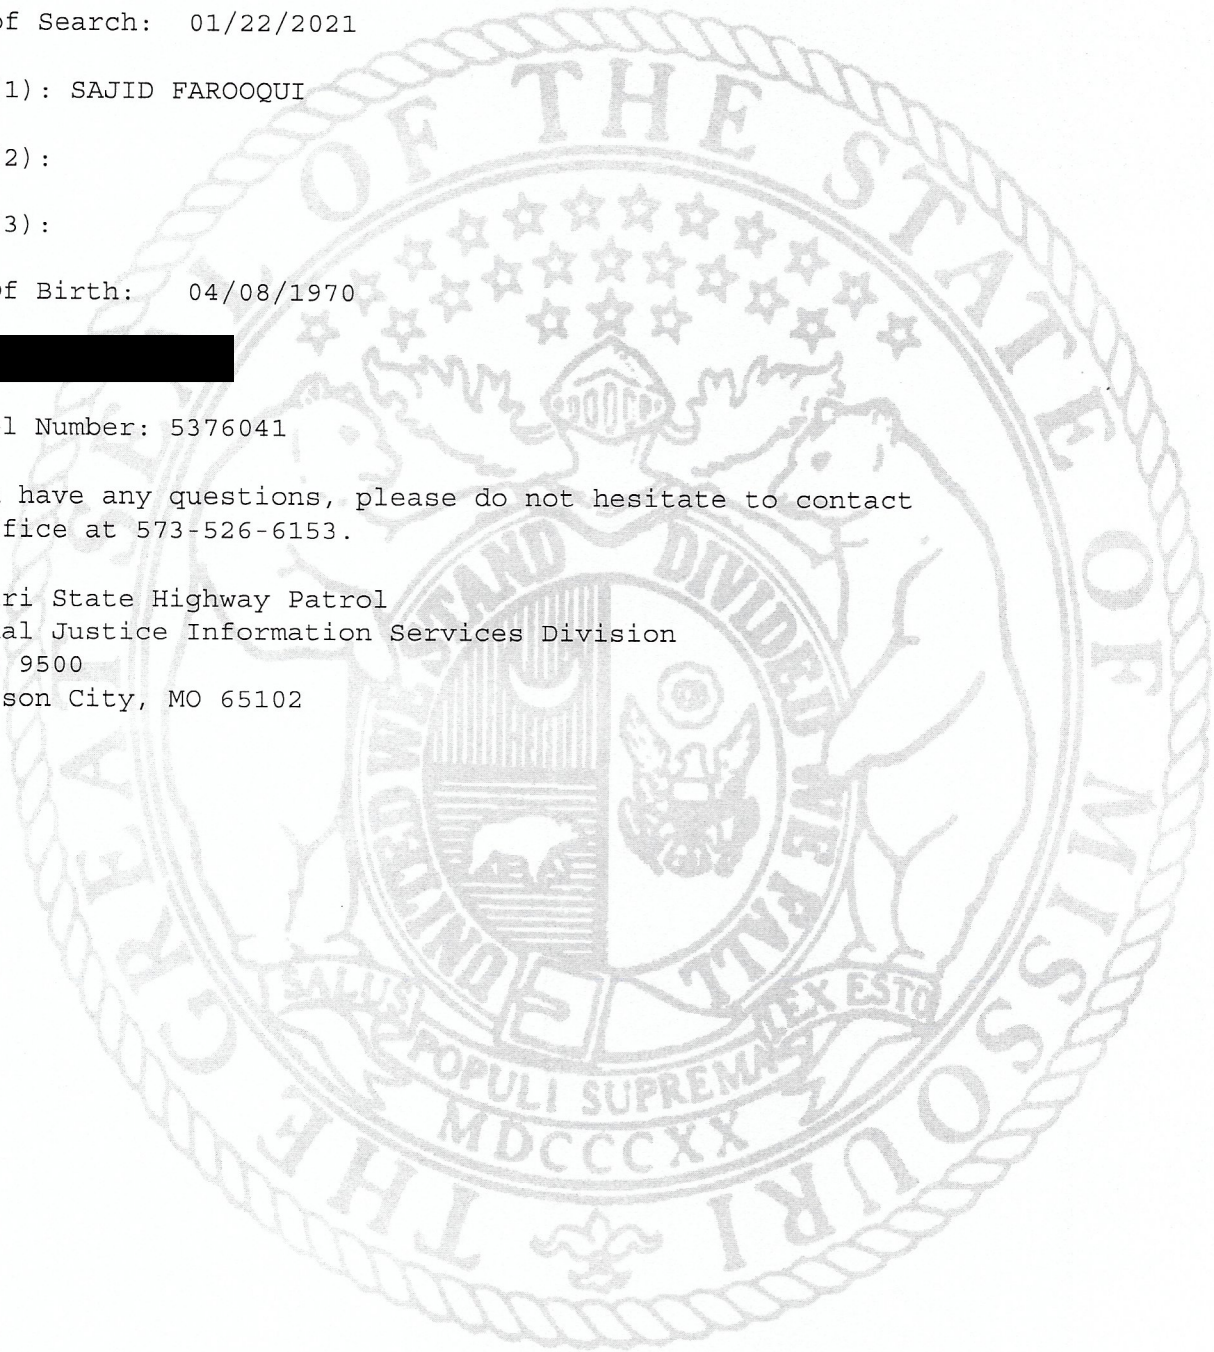 of Search:  01/22/2021
1): SAJID FAROOQUI
2):
3):
of Birth:   04/08/1970
l Number: 5376041
have any questions, please do not hesitate to contact
fice at 573-526-6153.
ri State Highway Patrol
al Justice Information Services Division
9500
son City, MO 65102
THE GREAT SEAL OF THE STATE OF MISSOURI
UNITED WE STAND DIVIDED WE FALL
SALUS POPULI SUPREMA LEX ESTO
MDCCCXX